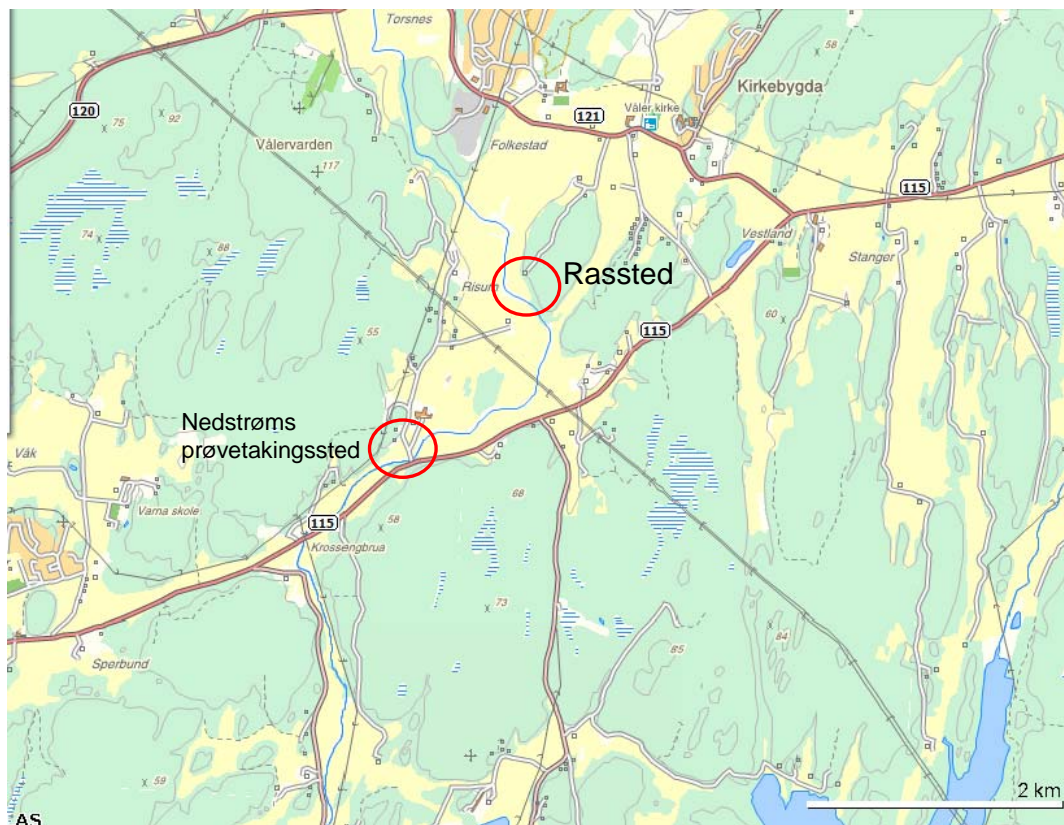 Torsnes
58
Kirkebygda
120
75
92
121
Våler kirke
Vålervarden
Folkestad
117
115
74
88
Vestland
Stanger
Rassted
Risum
60
55
115
Nedstrøms
prøvetakingssted
Våk
68
Varna skole
115
58
Krossengbrua
73
84
85
Sperbund
59
2 km
AS